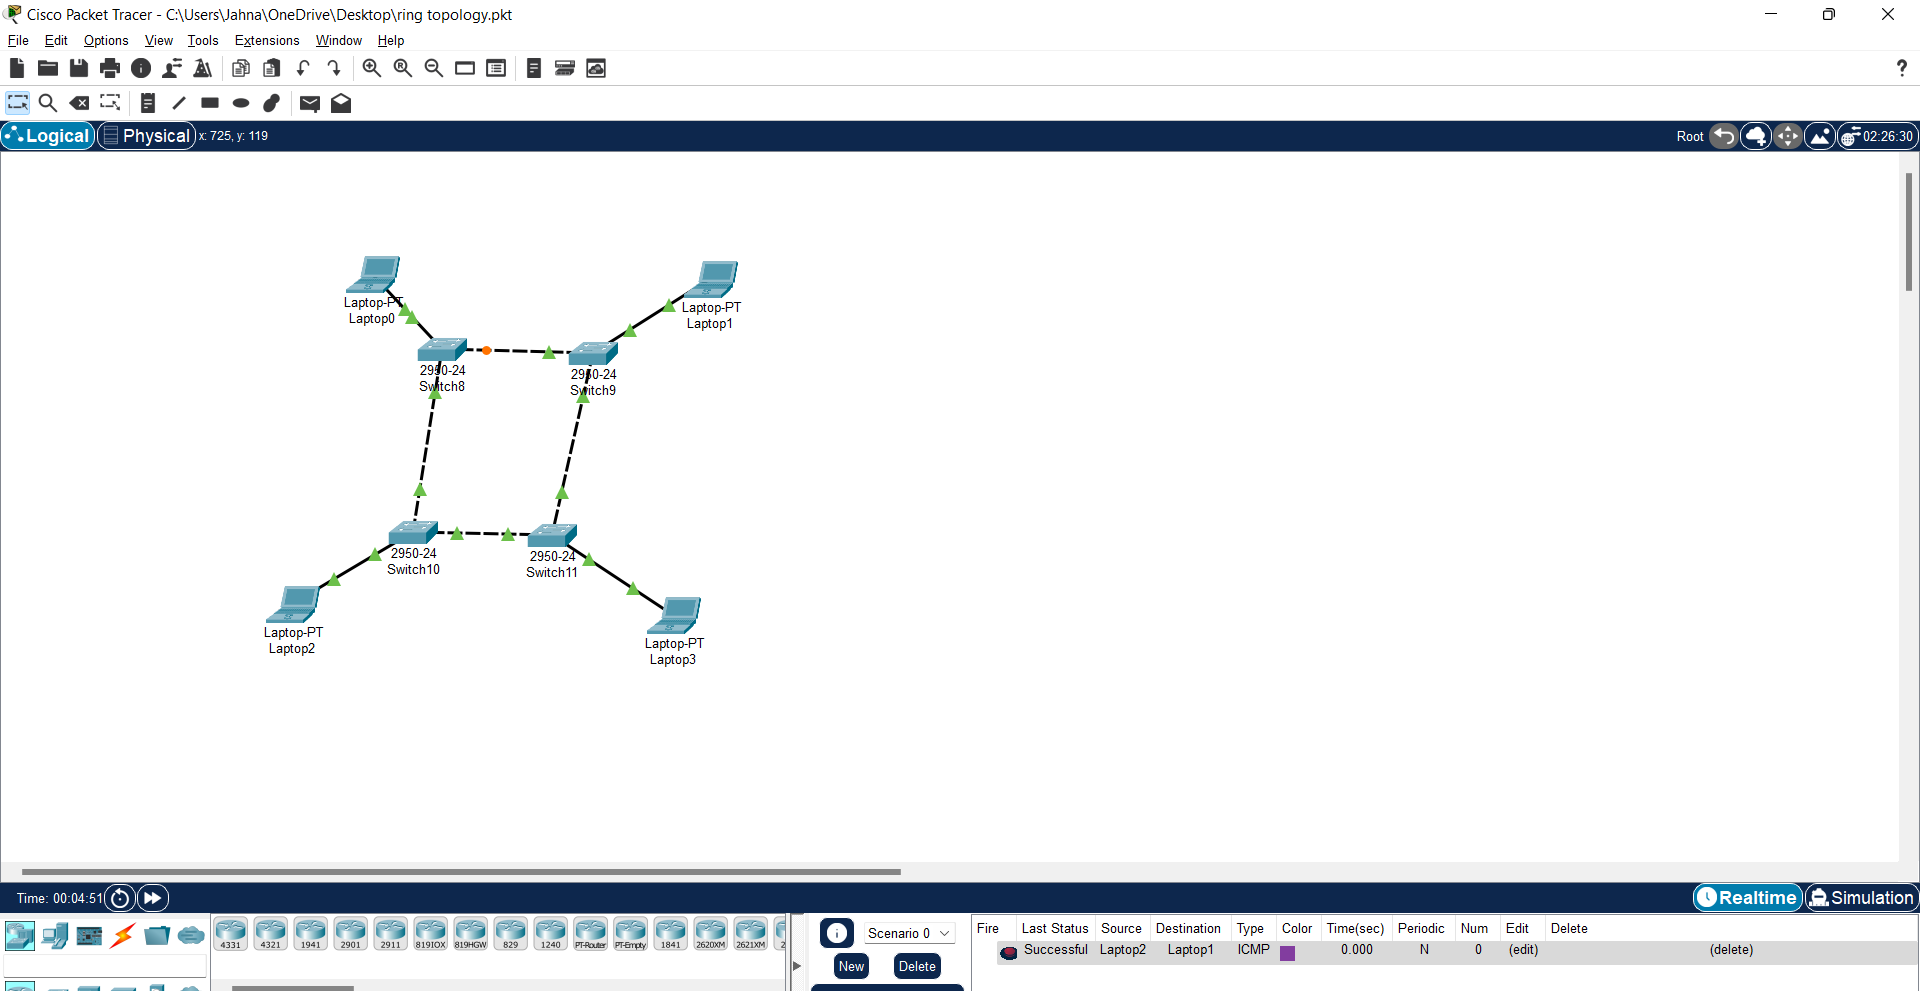 Cisco Packet Tracer - C:\Users\Jahna\OneDrive\Desktop\ring topology.pkt
File Edit Options View Tools Extensions Window Help
?
Logical Physical x: 725, y: 119 Root 02:26:30
Laptop-PT
Laptop0
Laptop-PT
Laptop1
2950-24
Switch8
2950-24
Switch9
2950-24
Switch10
2950-24
Switch11
Laptop-PT
Laptop2
Laptop-PT
Laptop3
Time: 00:04:51 Realtime Simulation
4331 4321 1941 2901 2911 819IOX 819HGW 829 1240 PT-Router PT-Empty 1841 2620XM 2621XM 2
Scenario 0
New Delete
Fire Last Status Source Destination Type Color Time(sec) Periodic Num Edit Delete
Successful Laptop2 Laptop1 ICMP 0.000 N 0 (edit) (delete)